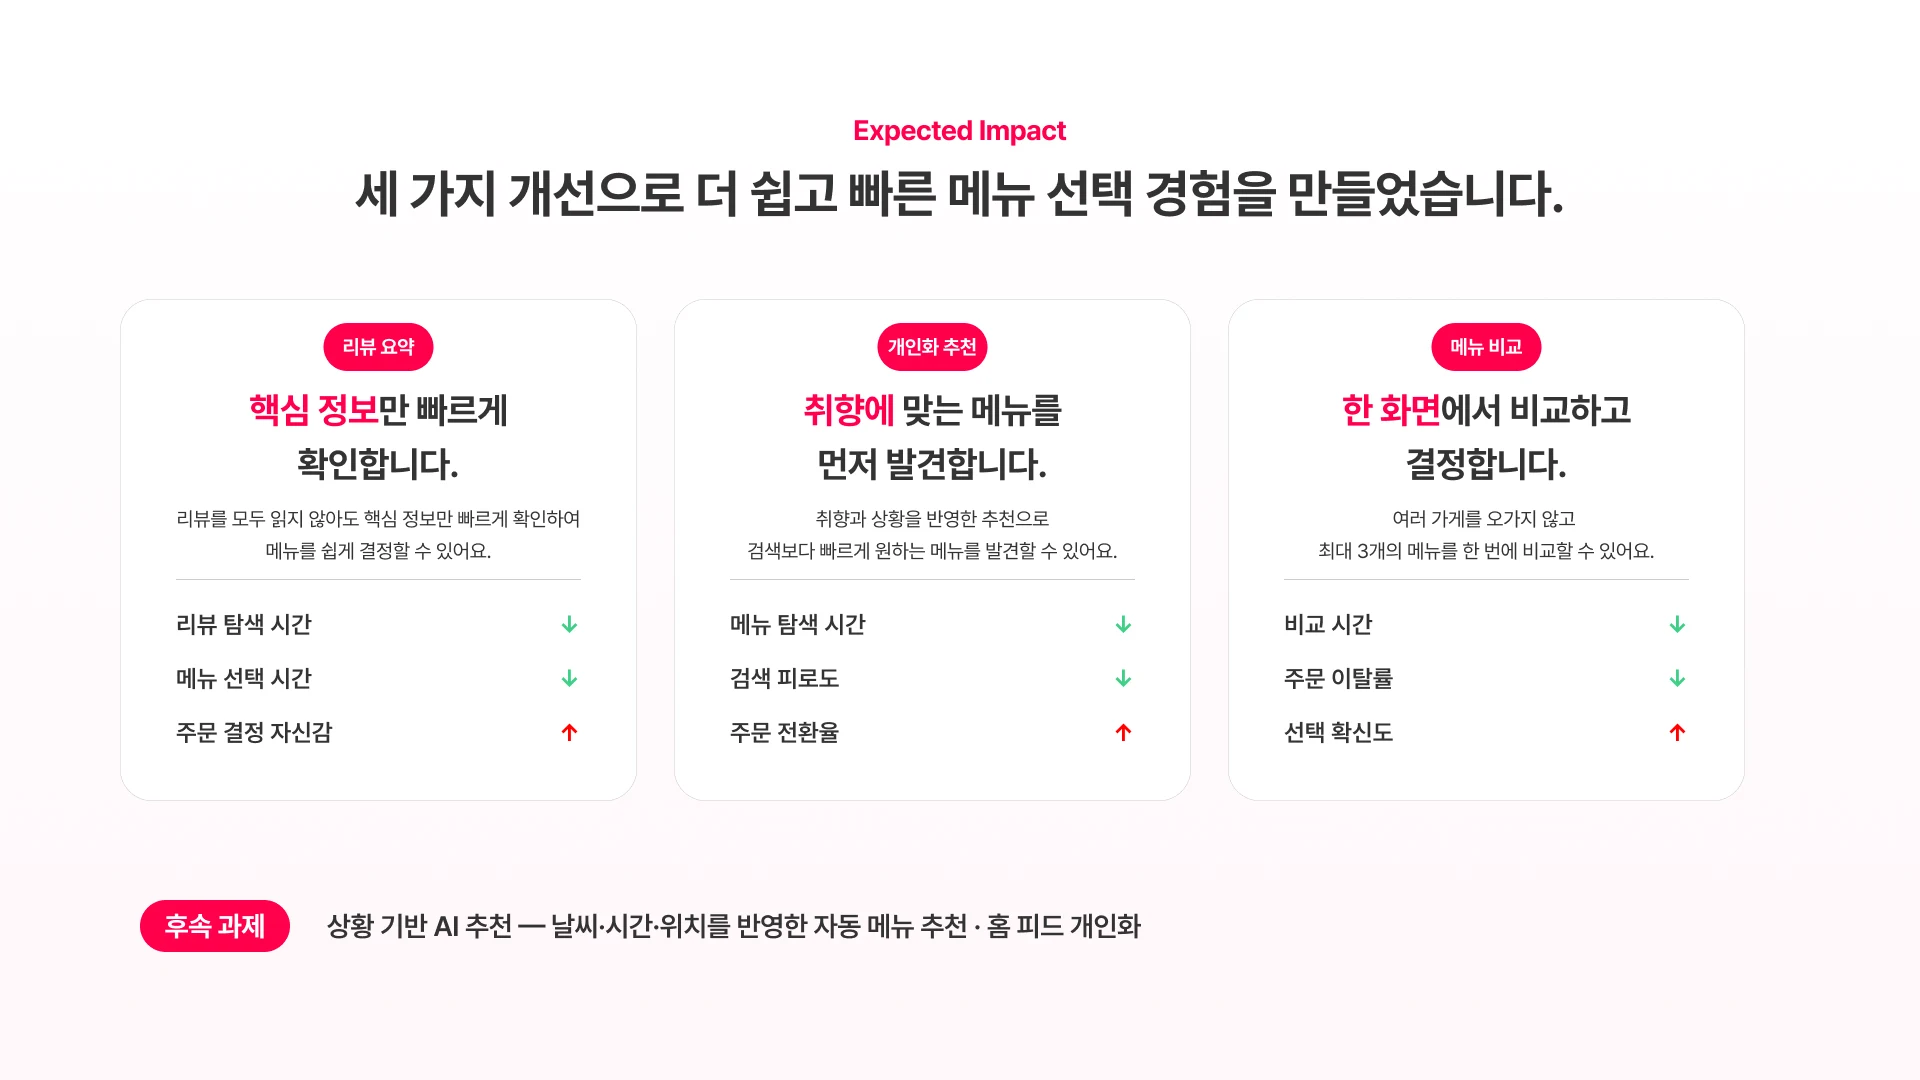 Expected Impact
세 가지 개선으로 더 쉽고 빠른 메뉴 선택 경험을 만들었습니다.
리뷰 요약
핵심 정보만 빠르게
확인합니다.
리뷰를 모두 읽지 않아도 핵심 정보만 빠르게 확인하여
메뉴를 쉽게 결정할 수 있어요.
리뷰 탐색 시간 ↓
메뉴 선택 시간 ↓
주문 결정 자신감 ↑
개인화 추천
취향에 맞는 메뉴를
먼저 발견합니다.
취향과 상황을 반영한 추천으로
검색보다 빠르게 원하는 메뉴를 발견할 수 있어요.
메뉴 탐색 시간 ↓
검색 피로도 ↓
주문 전환율 ↑
메뉴 비교
한 화면에서 비교하고
결정합니다.
여러 가게를 오가지 않고
최대 3개의 메뉴를 한 번에 비교할 수 있어요.
비교 시간 ↓
주문 이탈률 ↓
선택 확신도 ↑
후속 과제
상황 기반 AI 추천 — 날씨·시간·위치를 반영한 자동 메뉴 추천 · 홈 피드 개인화